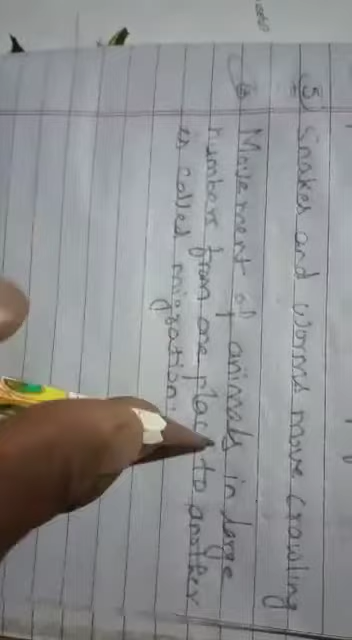 (5) Snakes and worms move crawling
(6) Movement of animals in large
numbers from one place to another
is called migration.